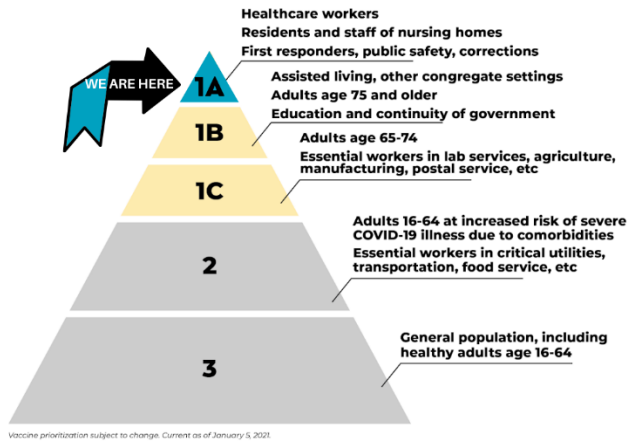 Healthcare workers
Residents and staff of nursing homes
First responders, public safety, corrections
WE ARE HERE
1A
Assisted living, other congregate settings
Adults age 75 and older
Education and continuity of government
1B
Adults age 65-74
Essential workers in lab services, agriculture,
manufacturing, postal service, etc
1C
Adults 16-64 at increased risk of severe
COVID-19 illness due to comorbidities
Essential workers in critical utilities,
transportation, food service, etc
2
General population, including
healthy adults age 16-64
3
Vaccine prioritization subject to change. Current as of January 5, 2021.